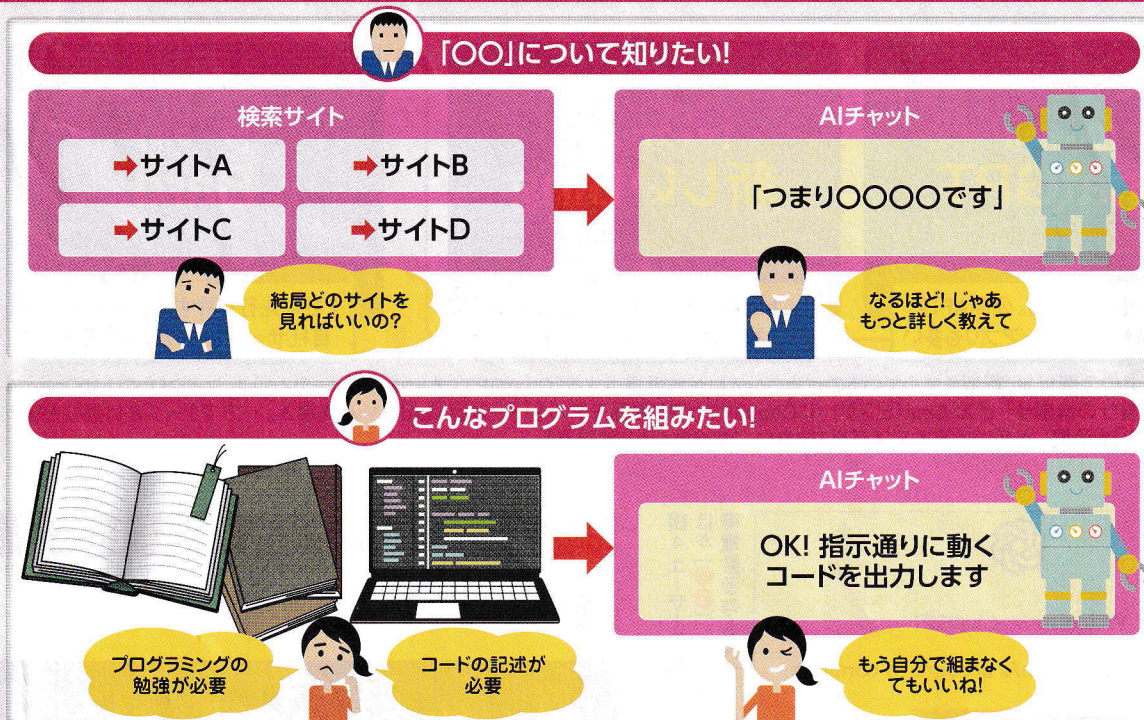 「〇〇」について知りたい!
検索サイト
➡サイトA
➡サイトB
➡サイトC
➡サイトD
結局どのサイトを
見ればいいの?
AIチャット
「つまり〇〇〇〇です」
なるほど! じゃあ
もっと詳しく教えて
こんなプログラムを組みたい!
プログラミングの
勉強が必要
コードの記述が
必要
AIチャット
OK! 指示通りに動く
コードを出力します
もう自分で組まなく
てもいいね!